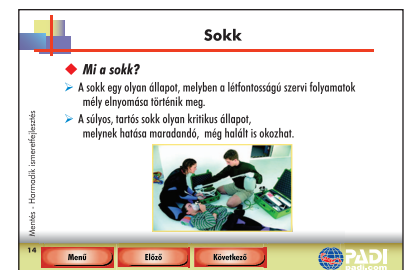 Sokk
Mi a sokk?
A sokk egy olyan állapot, melyben a létfontosságú szervi folyamatok
mély elnyomása történik meg.
A súlyos, tartós sokk olyan kritikus állapot,
melynek hatása maradandó, még halált is okozhat.
Mentés - Harmadik ismeretfejlesztés
14
Menü
Előző
Következő
PADI
padi.com